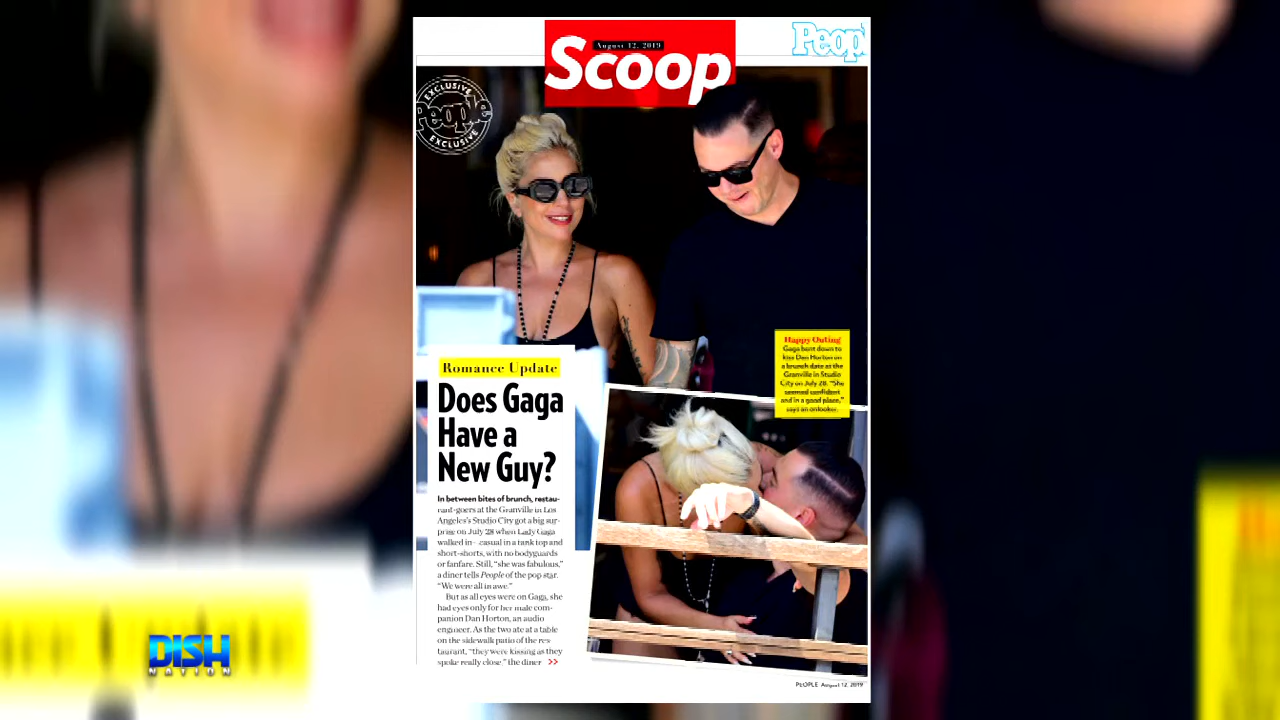 August 12, 2019
Scoop
People
EXCLUSIVE
People
EXCLUSIVE
Happy Outing
Gaga bent down to
kiss Dan Horton on
a brunch date at the
Granville in Studio
City on July 28. "She
seemed confident
and in a good place,"
says an onlooker.
Romance Update
Does Gaga
Have a
New Guy?
In between bites of brunch, restau-
rant-goers at the Granville in Los
Angeles's Studio City got a big sur-
prise on July 28 when Lady Gaga
walked in—casual in a tank top and
short-shorts, with no bodyguards
or fanfare. Still, "she was fabulous,"
a diner tells People of the pop star.
"We were all in awe."
But as all eyes were on Gaga, she
had eyes only for her male com-
panion Dan Horton, an audio
engineer. As the two ate at a table
on the sidewalk patio of the res-
taurant, "they were kissing as they
spoke really close," the diner >>
PEOPLE August 12, 2019
DISH
NATION